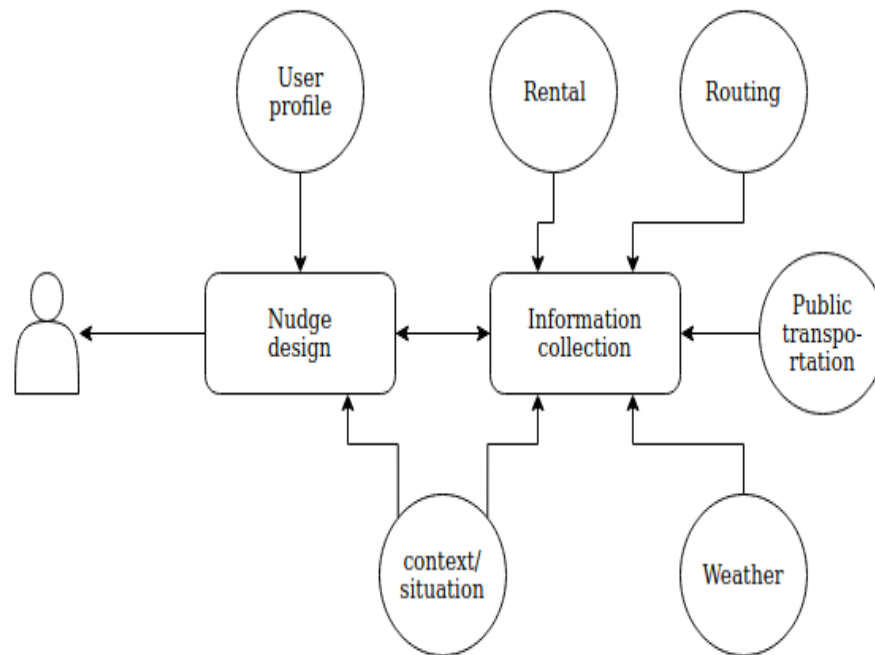 User
profile
Rental
Routing
Nudge
design
Information
collection
Public
transpo-
rtation
context/
situation
Weather